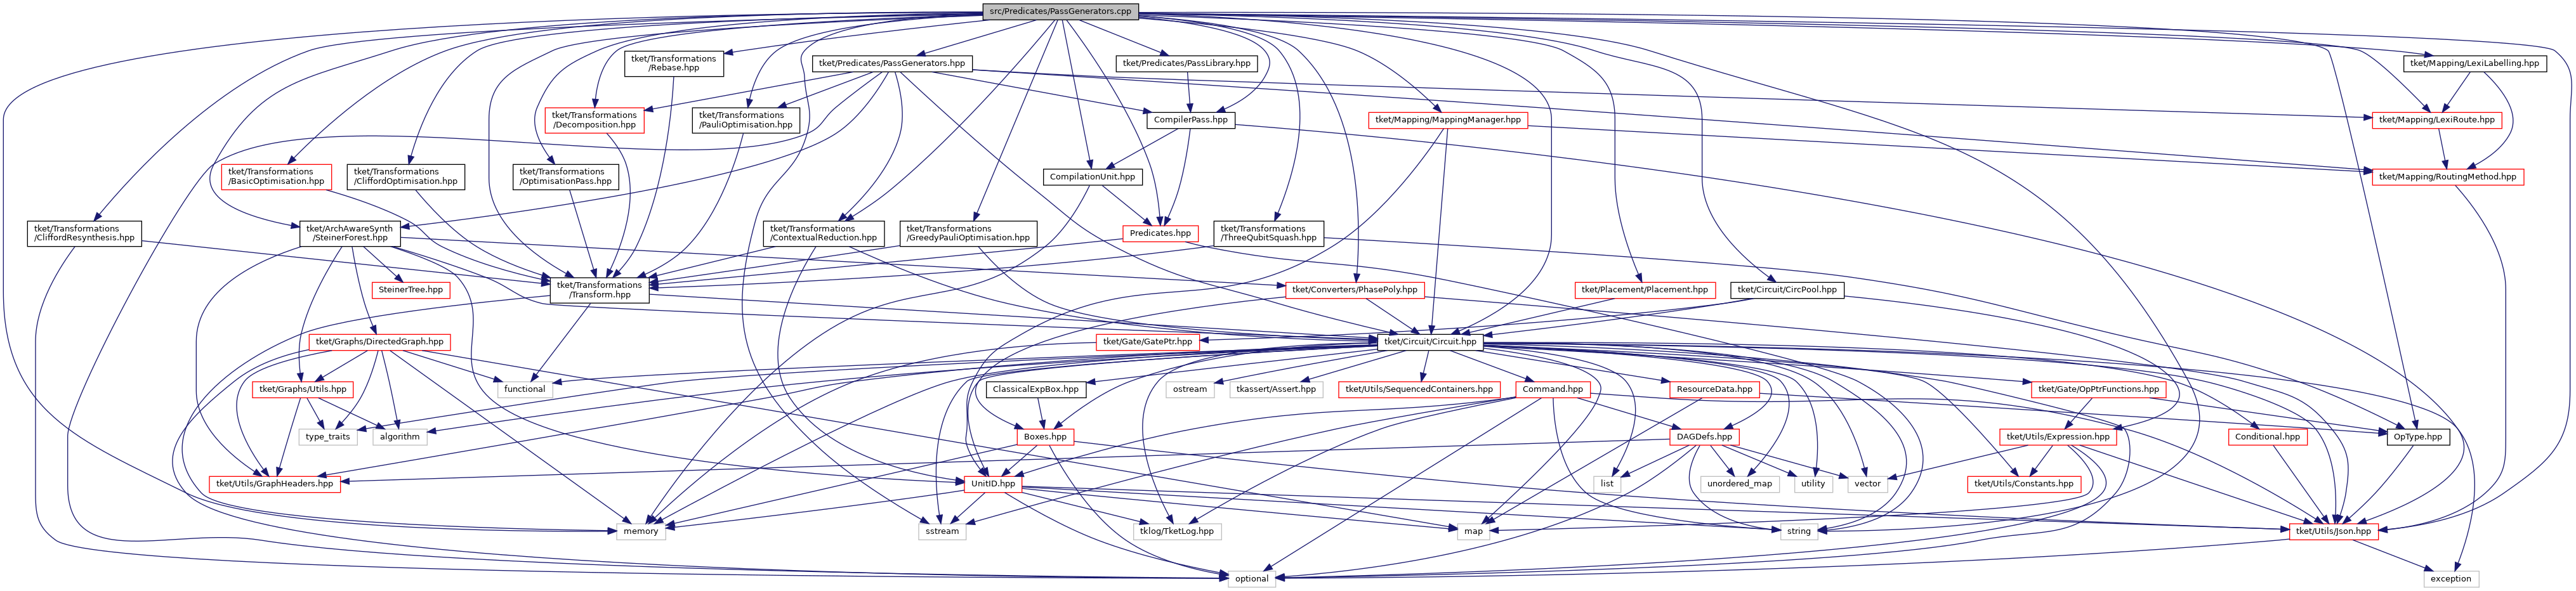 src/Predicates/PassGenerators.cpp
tket/Transformations
/Rebase.hpp
tket/Predicates/PassGenerators.hpp
tket/Predicates/PassLibrary.hpp
tket/Mapping/LexiLabelling.hpp
tket/Transformations
/Decomposition.hpp
tket/Transformations
/PauliOptimisation.hpp
CompilerPass.hpp
tket/Mapping/MappingManager.hpp
tket/Mapping/LexiRoute.hpp
tket/Transformations
/BasicOptimisation.hpp
tket/Transformations
/CliffordOptimisation.hpp
tket/Transformations
/OptimisationPass.hpp
CompilationUnit.hpp
tket/Mapping/RoutingMethod.hpp
tket/Transformations
/CliffordResynthesis.hpp
tket/ArchAwareSynth
/SteinerForest.hpp
tket/Transformations
/ContextualReduction.hpp
tket/Transformations
/GreedyPauliOptimisation.hpp
Predicates.hpp
tket/Transformations
/ThreeQubitSquash.hpp
SteinerTree.hpp
tket/Transformations
/Transform.hpp
tket/Converters/PhasePoly.hpp
tket/Placement/Placement.hpp
tket/Circuit/CircPool.hpp
tket/Graphs/DirectedGraph.hpp
tket/Gate/GatePtr.hpp
tket/Circuit/Circuit.hpp
tket/Graphs/Utils.hpp
functional
ClassicalExpBox.hpp
ostream
tkassert/Assert.hpp
tket/Utils/SequencedContainers.hpp
Command.hpp
ResourceData.hpp
tket/Gate/OpPtrFunctions.hpp
type_traits
algorithm
Boxes.hpp
DAGDefs.hpp
tket/Utils/Expression.hpp
Conditional.hpp
OpType.hpp
tket/Utils/GraphHeaders.hpp
UnitID.hpp
list
unordered_map
utility
vector
tket/Utils/Constants.hpp
memory
sstream
tklog/TketLog.hpp
map
string
tket/Utils/Json.hpp
optional
exception